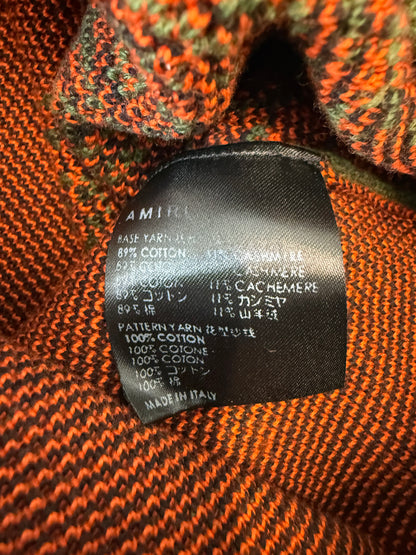 AMIRI
BASE YARN
89% COTTON 11% CASHMERE
89% COTONE CASHMERE
89% COTON 11% CACHEMERE
89% コットン 11% カシミヤ
89% 棉 11% 山羊绒
PATTERN YARN 花型纱线
100% COTTON
100% COTONE
100% COTON
100% コットン
100% 棉
MADE IN ITALY